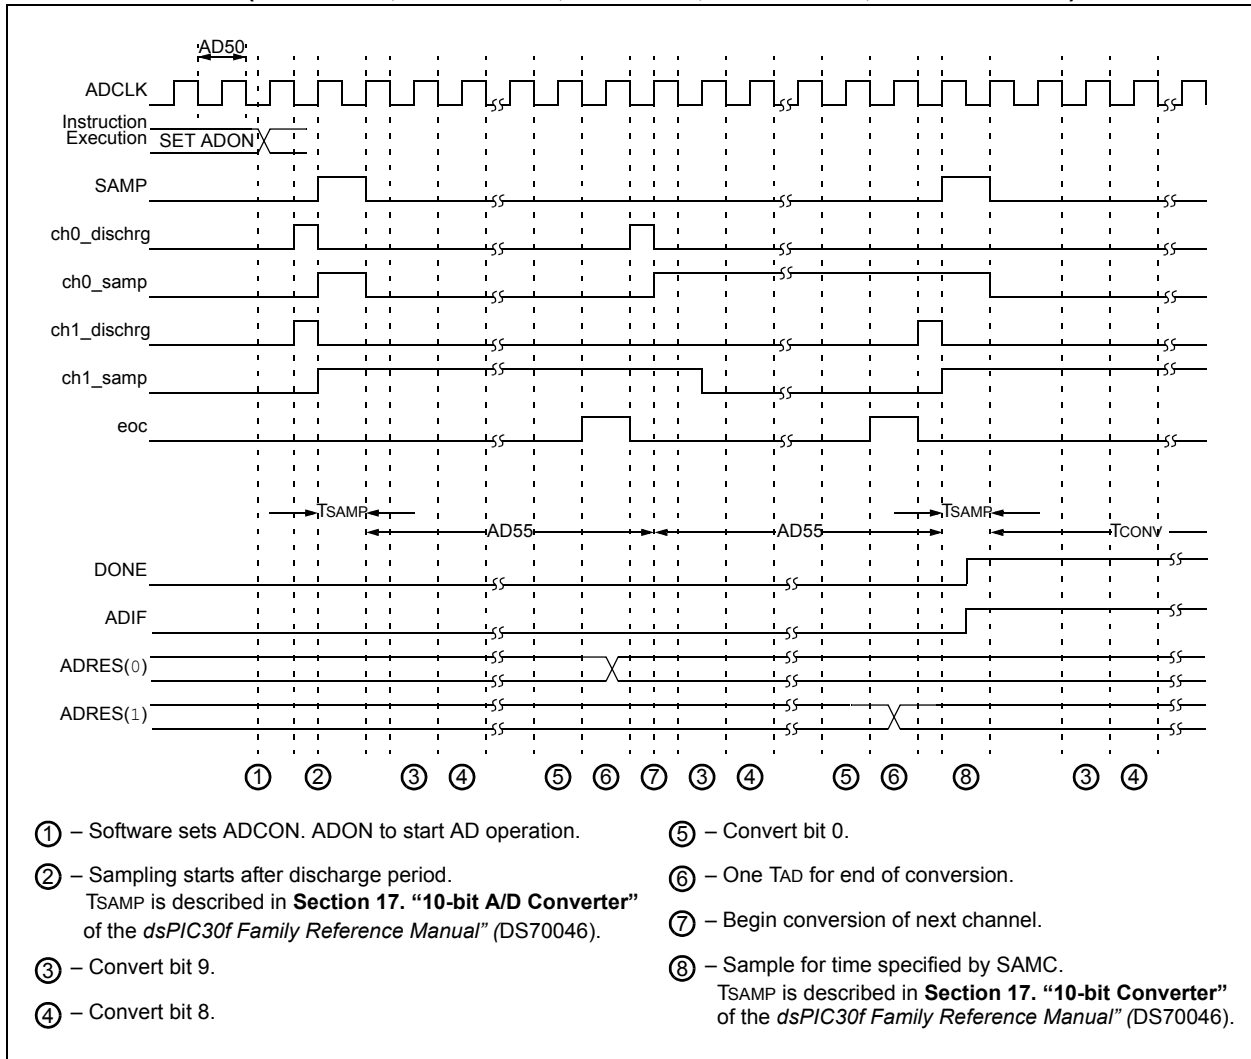 AD50
ADCLK
Instruction
Execution
SET ADON
SAMP
ch0_dischrg
ch0_samp
ch1_dischrg
ch1_samp
eoc
TSAMP
TSAMP
AD55
AD55
TCONV
DONE
ADIF
ADRES(0)
ADRES(1)
1 2 3 4 5 6 7 3 4 5 6 8 3 4
1 – Software sets ADCON. ADON to start AD operation.
2 – Sampling starts after discharge period.
TSAMP is described in Section 17. “10-bit A/D Converter”
of the dsPIC30f Family Reference Manual” (DS70046).
3 – Convert bit 9.
4 – Convert bit 8.
5 – Convert bit 0.
6 – One TAD for end of conversion.
7 – Begin conversion of next channel.
8 – Sample for time specified by SAMC.
TSAMP is described in Section 17. “10-bit Converter”
of the dsPIC30f Family Reference Manual” (DS70046).